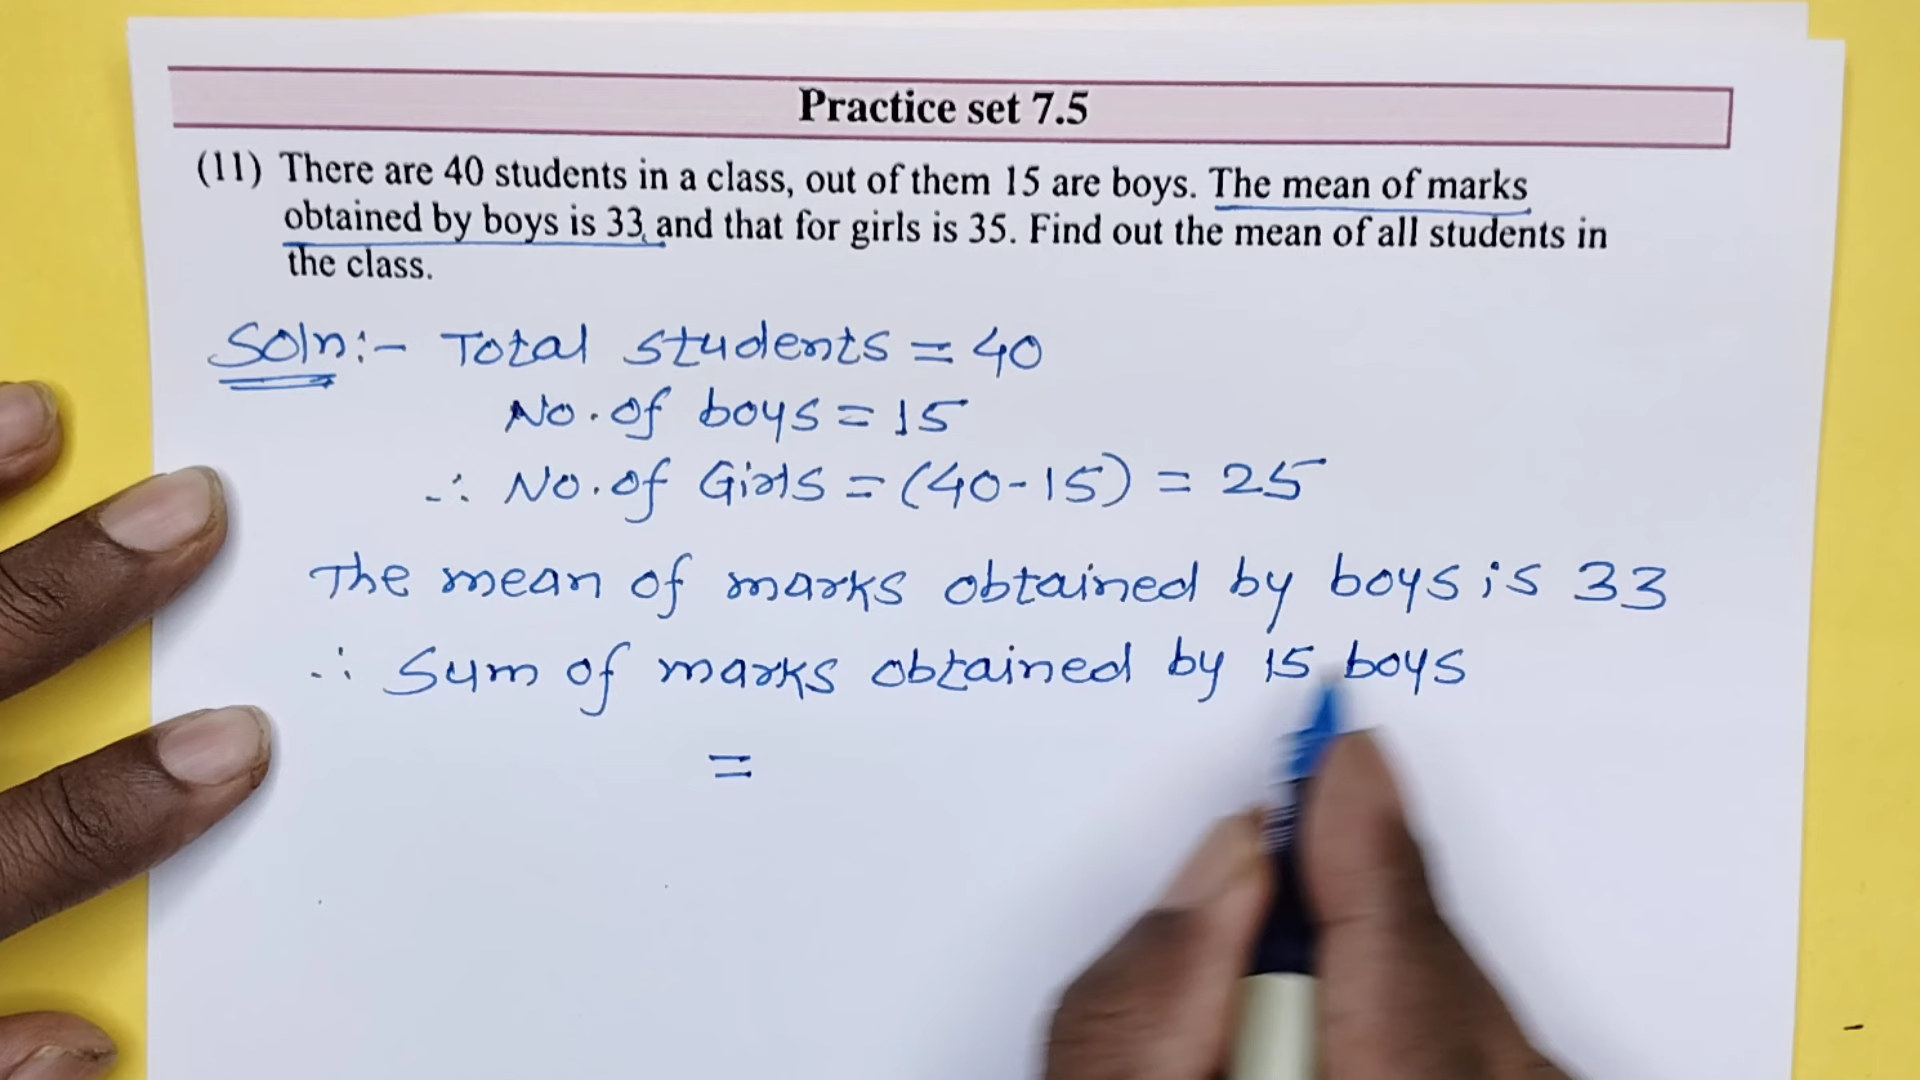 Practice set 7.5
(11) There are 40 students in a class, out of them 15 are boys. The mean of marks
obtained by boys is 33 and that for girls is 35. Find out the mean of all students in
the class.
Soln:- Total students = 40
No. of boys = 15
∴ No. of Girls = (40-15) = 25
The mean of marks obtained by boys is 33
∴ Sum of marks obtained by 15 boys
=